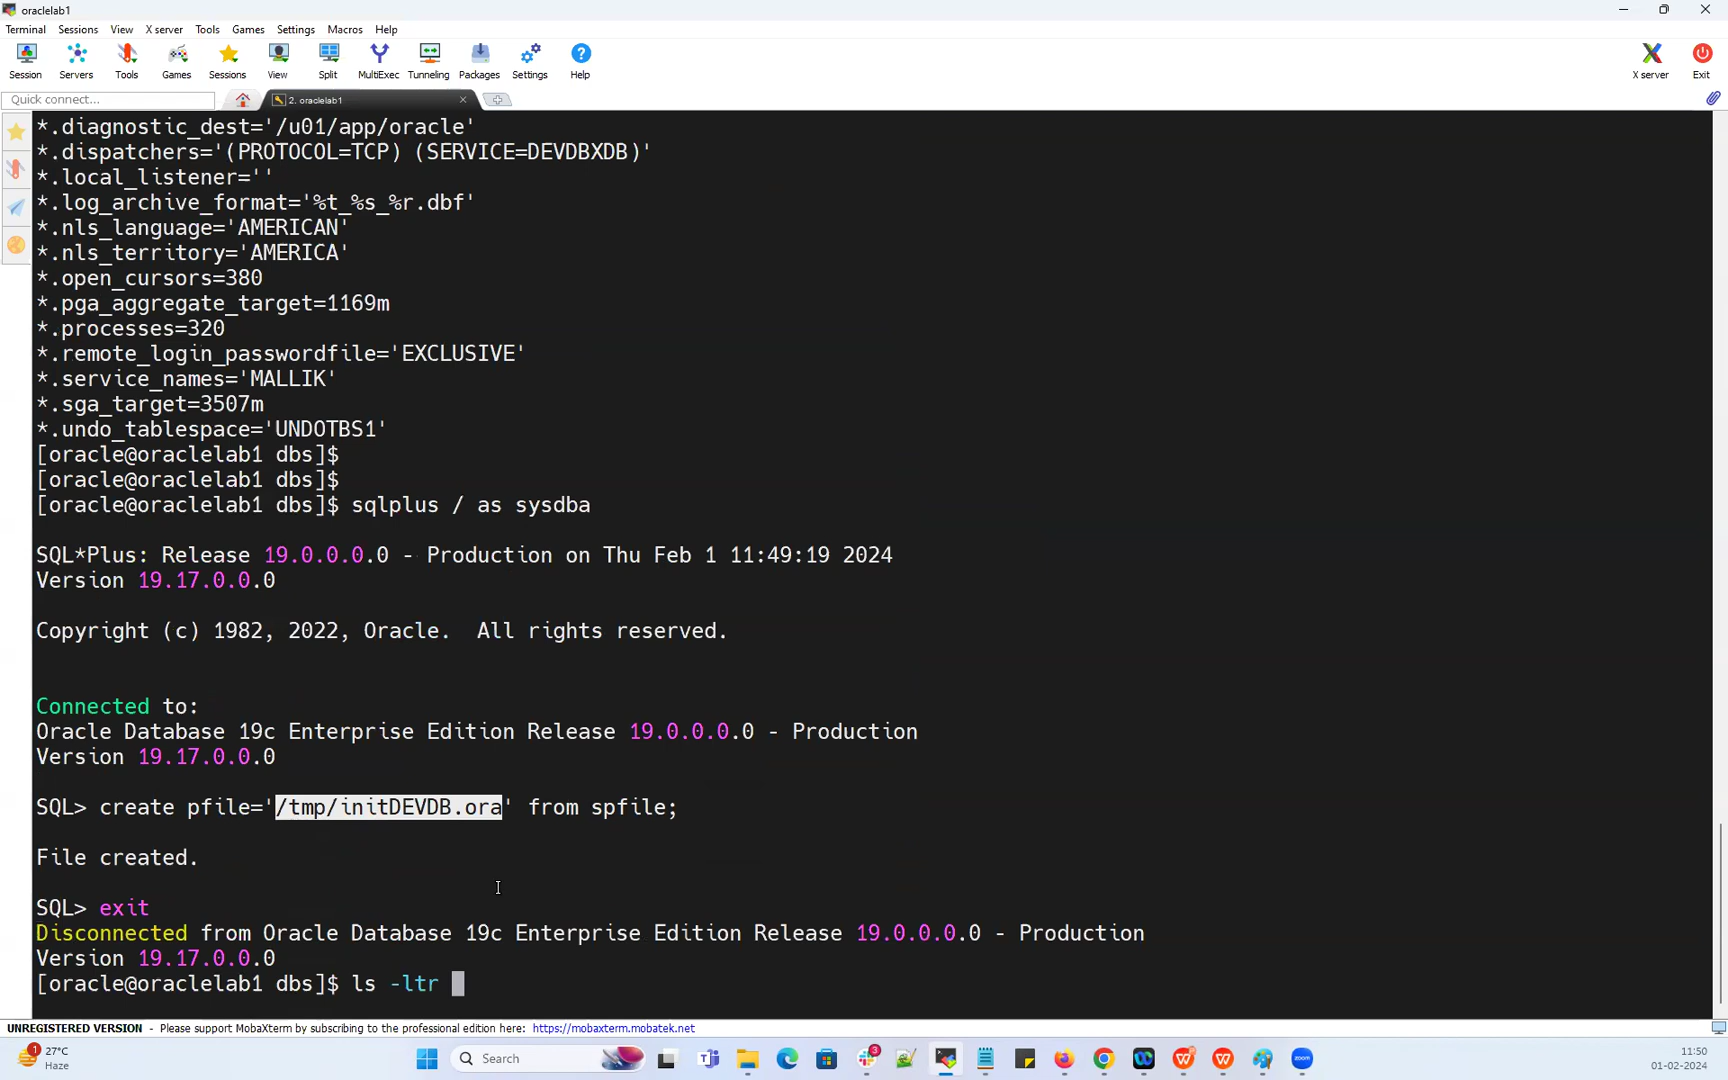 oraclelab1
Terminal Sessions View X server Tools Games Settings Macros Help
Session Servers Tools Games Sessions View Split MultiExec Tunneling Packages Settings Help X server Exit
Quick connect... 2. oraclelab1
*.diagnostic_dest='/u01/app/oracle'
*.dispatchers='(PROTOCOL=TCP) (SERVICE=DEVDBXDB)'
*.local_listener=''
*.log_archive_format='%t_%s_%r.dbf'
*.nls_language='AMERICAN'
*.nls_territory='AMERICA'
*.open_cursors=380
*.pga_aggregate_target=1169m
*.processes=320
*.remote_login_passwordfile='EXCLUSIVE'
*.service_names='MALLIK'
*.sga_target=3507m
*.undo_tablespace='UNDOTBS1'
[oracle@oraclelab1 dbs]$
[oracle@oraclelab1 dbs]$
[oracle@oraclelab1 dbs]$ sqlplus / as sysdba
SQL*Plus: Release 19.0.0.0.0 - Production on Thu Feb 1 11:49:19 2024
Version 19.17.0.0.0
Copyright (c) 1982, 2022, Oracle.  All rights reserved.
Connected to:
Oracle Database 19c Enterprise Edition Release 19.0.0.0.0 - Production
Version 19.17.0.0.0
SQL> create pfile='/tmp/initDEVDB.ora' from spfile;
File created.
SQL> exit
Disconnected from Oracle Database 19c Enterprise Edition Release 19.0.0.0.0 - Production
Version 19.17.0.0.0
[oracle@oraclelab1 dbs]$ ls -ltr
UNREGISTERED VERSION - Please support MobaXterm by subscribing to the professional edition here: https://mobaxterm.mobatek.net
1 27°C Search 3 zoom 11:50
Haze 01-02-2024